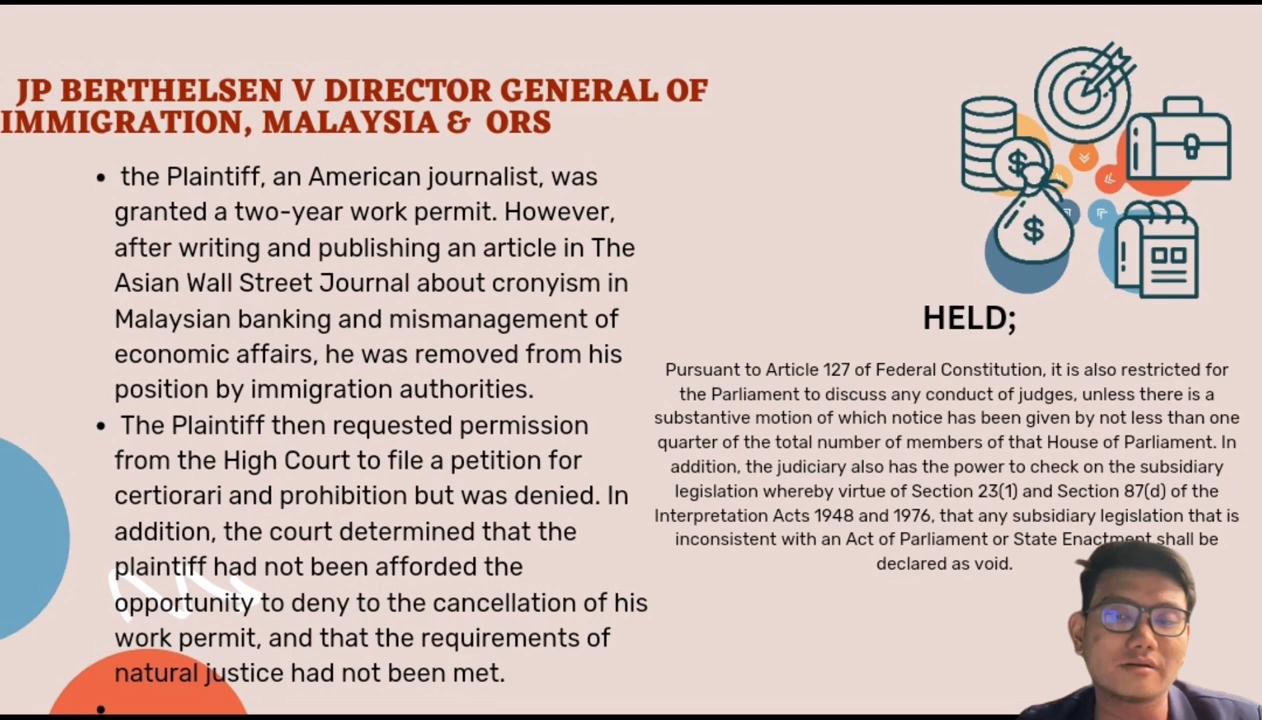 JP BERTHELSEN V DIRECTOR GENERAL OF
IMMIGRATION, MALAYSIA & ORS
• the Plaintiff, an American journalist, was
granted a two-year work permit. However,
after writing and publishing an article in The
Asian Wall Street Journal about cronyism in
Malaysian banking and mismanagement of
economic affairs, he was removed from his
position by immigration authorities.
• The Plaintiff then requested permission
from the High Court to file a petition for
certiorari and prohibition but was denied. In
addition, the court determined that the
plaintiff had not been afforded the
opportunity to deny to the cancellation of his
work permit, and that the requirements of
natural justice had not been met.
•
$
$
HELD;
Pursuant to Article 127 of Federal Constitution, it is also restricted for
the Parliament to discuss any conduct of judges, unless there is a
substantive motion of which notice has been given by not less than one
quarter of the total number of members of that House of Parliament. In
addition, the judiciary also has the power to check on the subsidiary
legislation whereby virtue of Section 23(1) and Section 87(d) of the
Interpretation Acts 1948 and 1976, that any subsidiary legislation that is
inconsistent with an Act of Parliament or State Enactment shall be
declared as void.